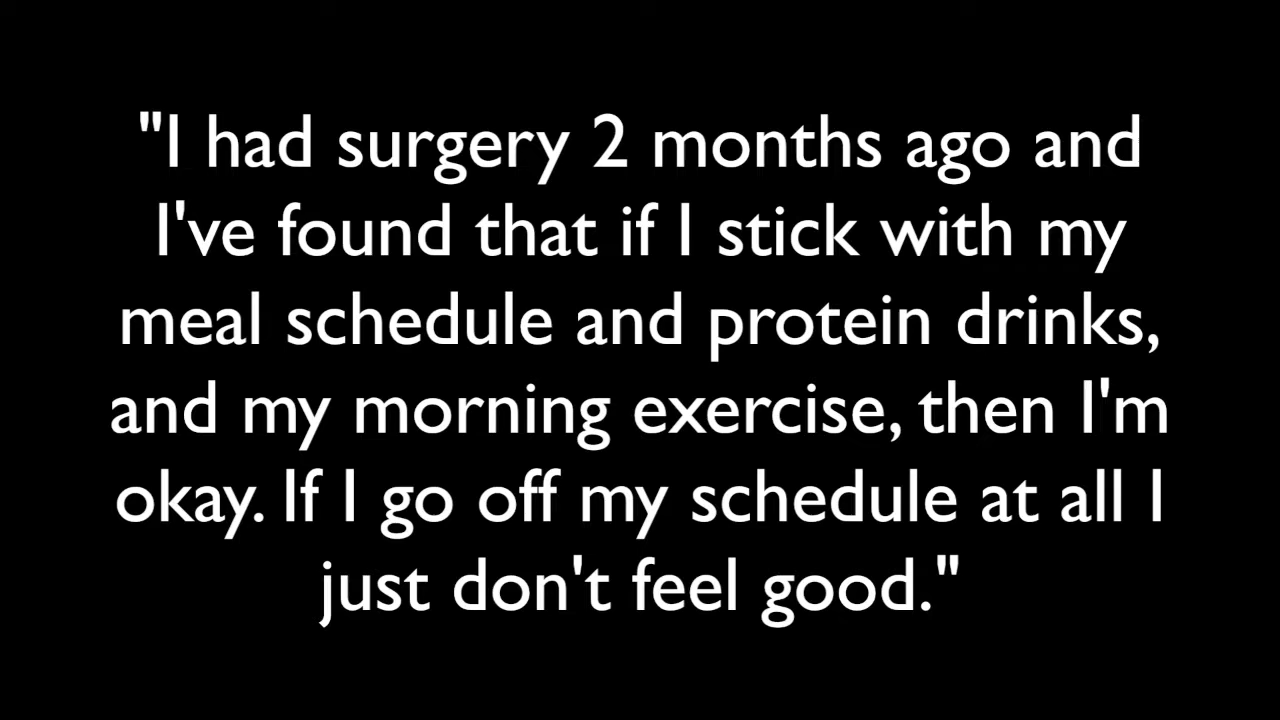 "I had surgery 2 months ago and
I've found that if I stick with my
meal schedule and protein drinks,
and my morning exercise, then I'm
okay. If I go off my schedule at all I
just don't feel good."